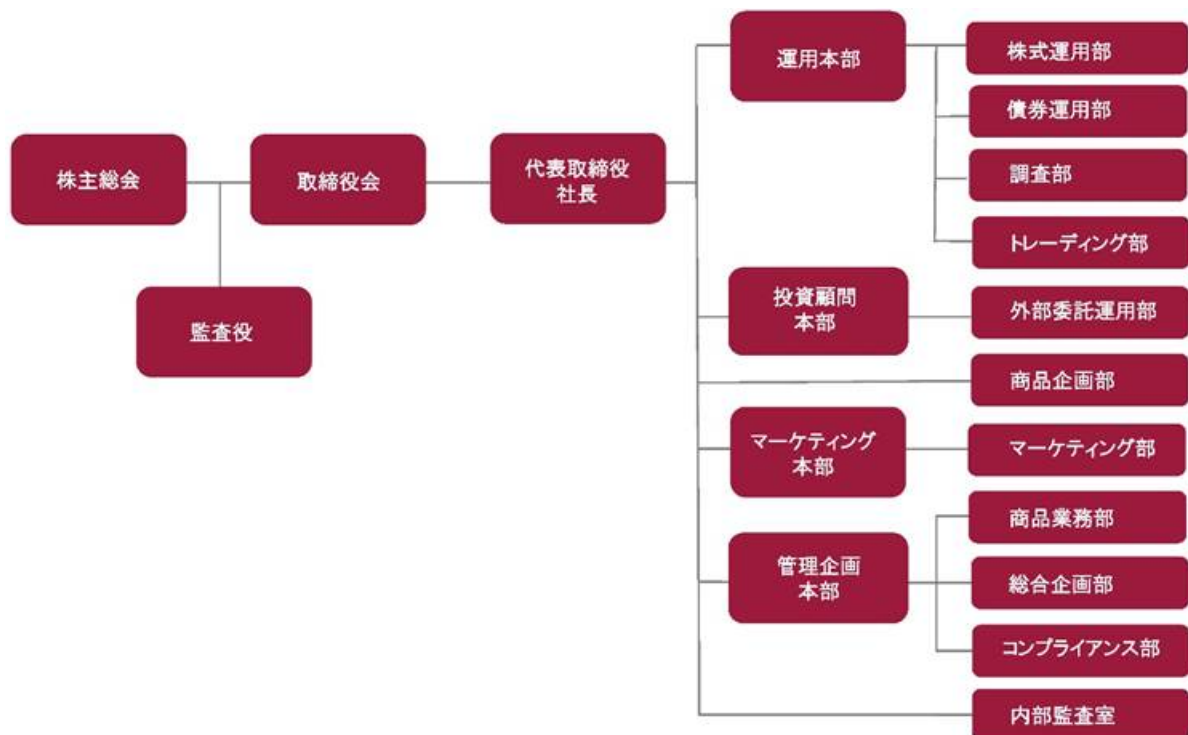 株主総会
取締役会
代表取締役
社長
監査役
運用本部
株式運用部
債券運用部
調査部
トレーディング部
投資顧問
本部
外部委託運用部
商品企画部
マーケティング
本部
マーケティング部
管理企画
本部
商品業務部
総合企画部
コンプライアンス部
内部監査室